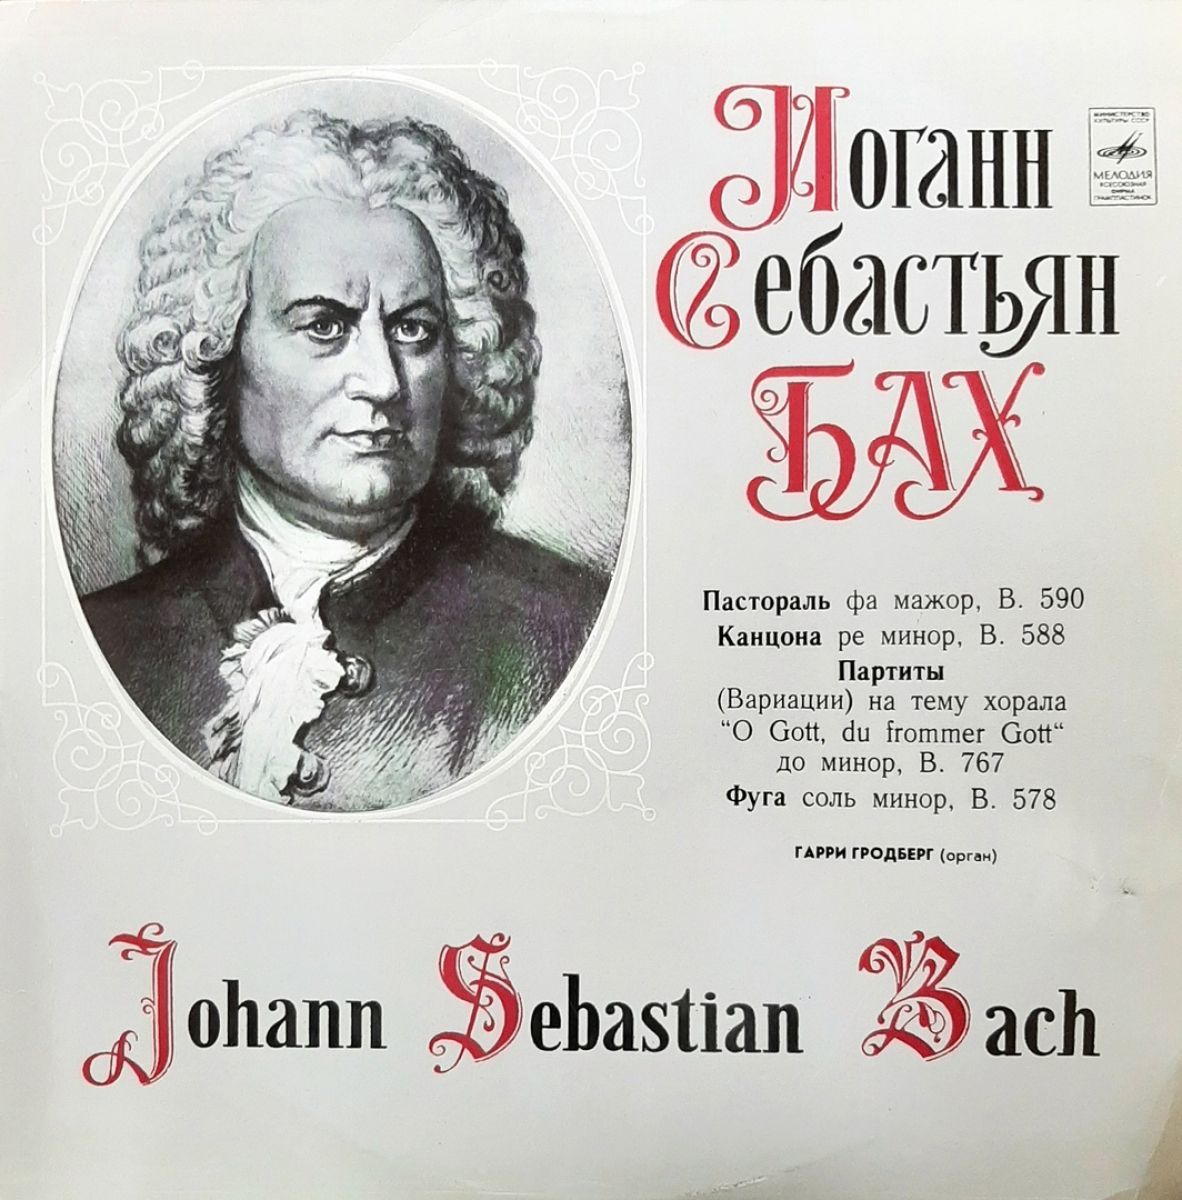 Иоганн
Себастьян
БАХ
МИНИСТЕРСТВО
КУЛЬТУРЫ СССР
МЕЛОДИЯ
ВСЕСОЮЗНАЯ
ФИРМА
ГРАМПЛАСТИНОК
Пастораль фа мажор, В. 590
Канцона ре минор, В. 588
Партиты
(Вариации) на тему хорала
“O Gott, du frommer Gott“
до минор, В. 767
Фуга соль минор, В. 578
ГАРРИ ГРОДБЕРГ (орган)
Johann Sebastian Bach